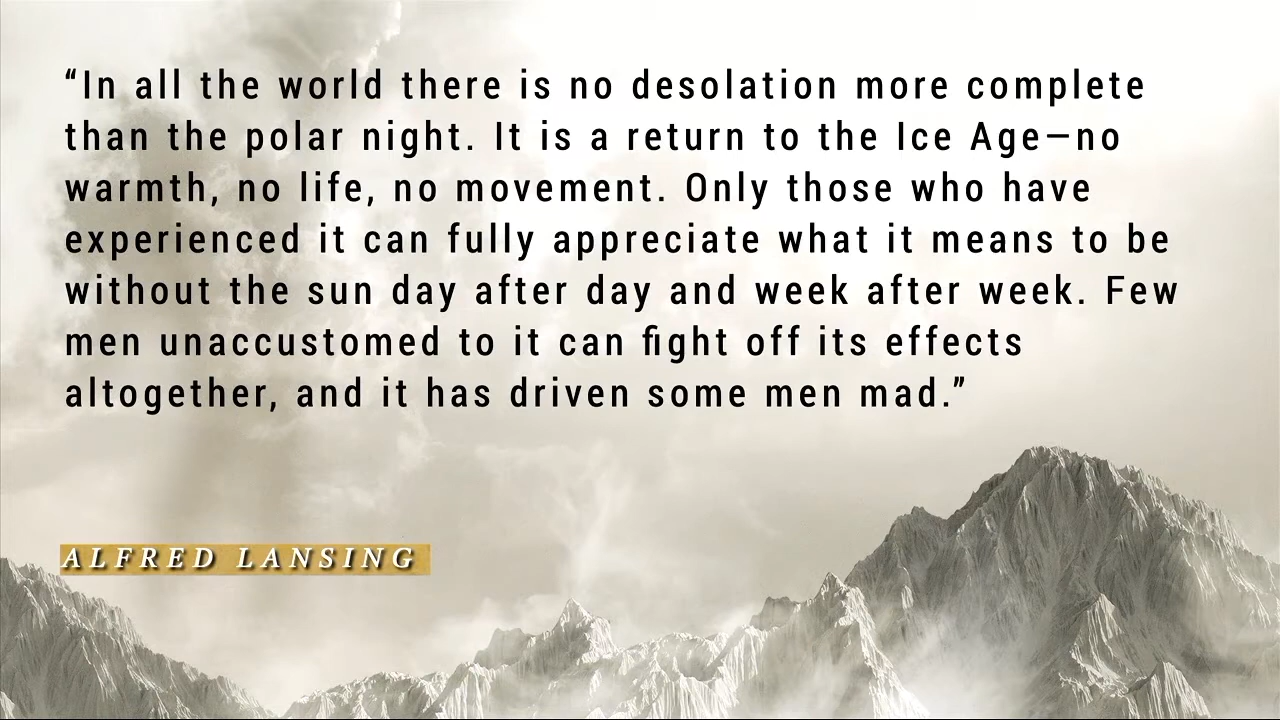 “In all the world there is no desolation more complete
than the polar night. It is a return to the Ice Age—no
warmth, no life, no movement. Only those who have
experienced it can fully appreciate what it means to be
without the sun day after day and week after week. Few
men unaccustomed to it can fight off its effects
altogether, and it has driven some men mad.”
ALFRED LANSING